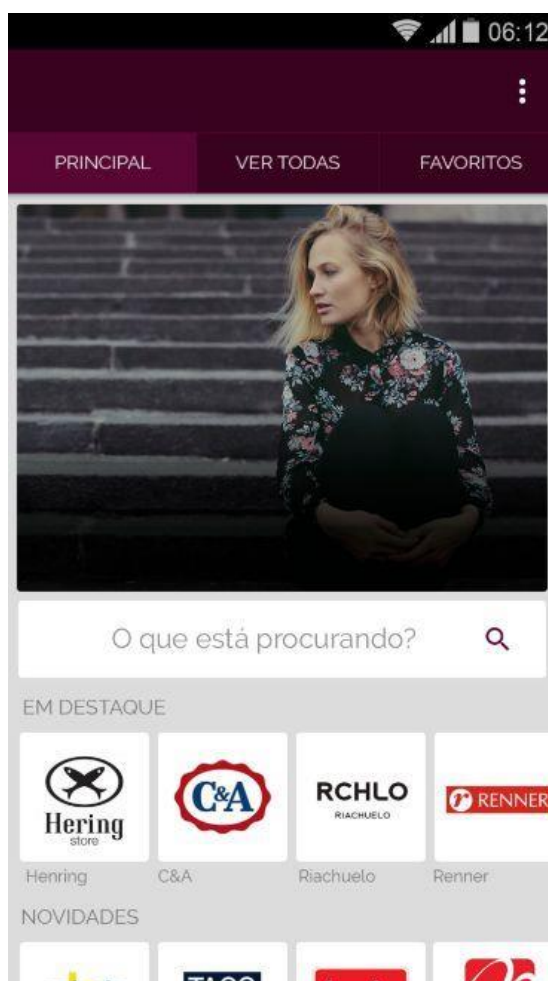 06:12
PRINCIPAL VER TODAS FAVORITOS
O que está procurando?
EM DESTAQUE
Hering
store
C&A
RCHLO
RIACHUELO
r RENNER
Henring C&A Riachuelo Renner
NOVIDADES
TACO